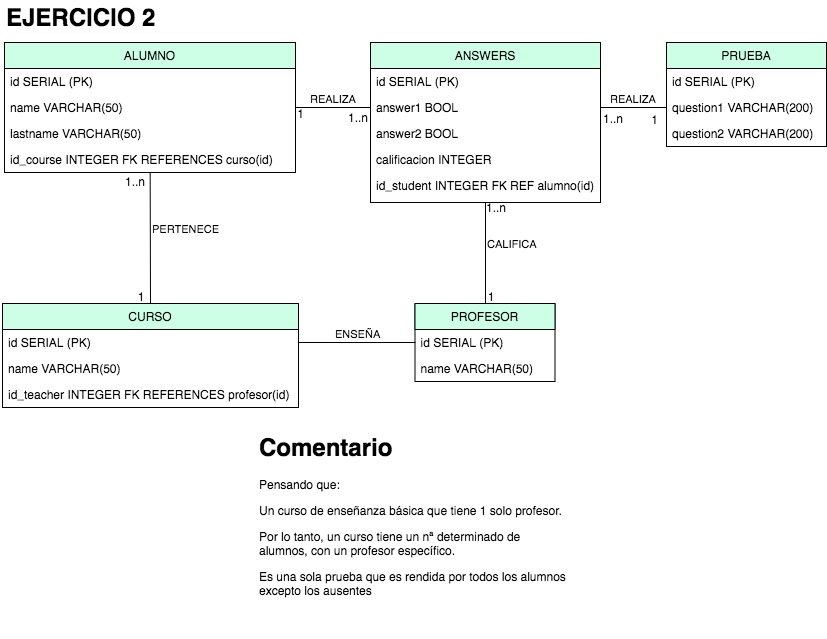 EJERCICIO 2
ALUMNO
id SERIAL (PK)
name VARCHAR(50)
lastname VARCHAR(50)
id_course INTEGER FK REFERENCES curso(id)
REALIZA
1
1..n
ANSWERS
id SERIAL (PK)
answer1 BOOL
answer2 BOOL
calificacion INTEGER
id_student INTEGER FK REF alumno(id)
REALIZA
1..n
1
PRUEBA
id SERIAL (PK)
question1 VARCHAR(200)
question2 VARCHAR(200)
1..n
PERTENECE
1
1..n
CALIFICA
1
CURSO
id SERIAL (PK)
name VARCHAR(50)
id_teacher INTEGER FK REFERENCES profesor(id)
ENSEÑA
PROFESOR
id SERIAL (PK)
name VARCHAR(50)
Comentario
Pensando que:
Un curso de enseñanza básica que tiene 1 solo profesor.
Por lo tanto, un curso tiene un nª determinado de
alumnos, con un profesor específico.
Es una sola prueba que es rendida por todos los alumnos
excepto los ausentes